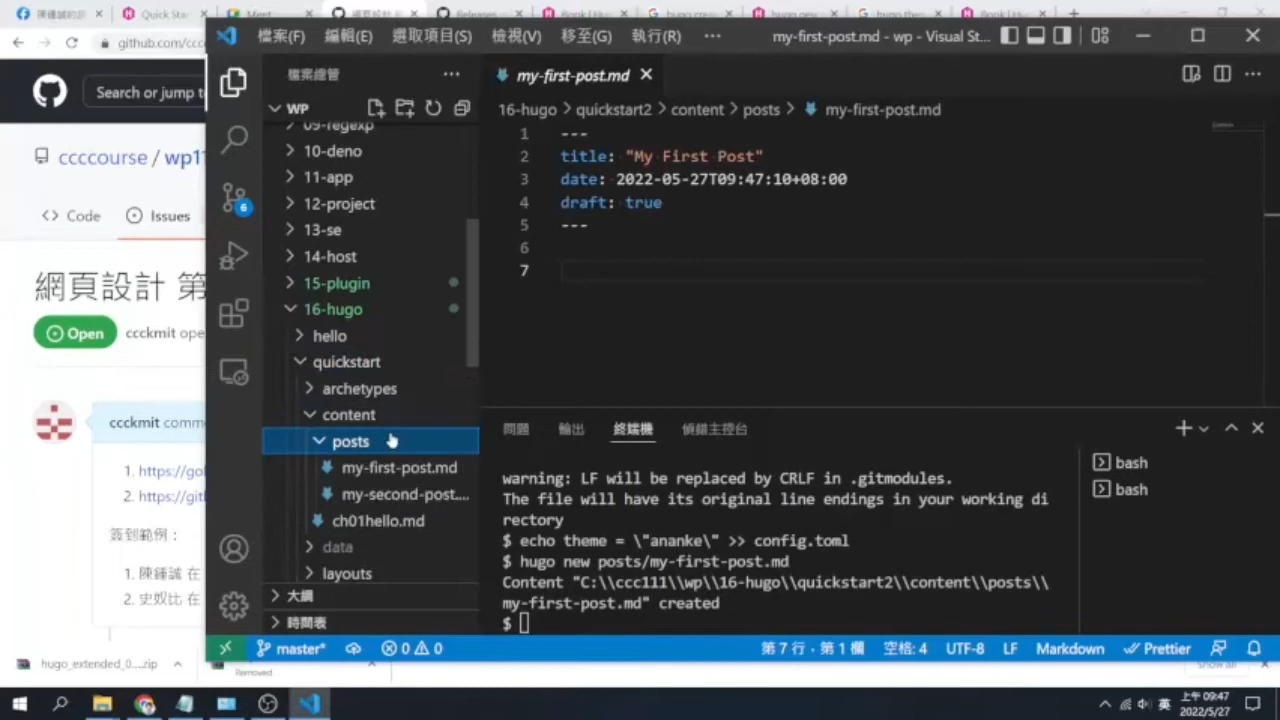 Quick Sta
Meet
Releases
檔案(F) 編輯(E) 選取項目(S) 檢視(V) 移至(G) 執行(R) ··· my-first-post.md - wp - Visual St...
github.com/ccc
Search or jump t
ccccourse / wp1
Code Issues
網頁設計 第
Open ccckmit ope
ccckmit comm
1. https://go
2. https://git
簽到範例：
1. 陳鍾誠 在
2. 史奴比 在
hugo_extended_0....zip
Removed
Show all
檔案總管
WP
09-regexp
10-deno
11-app
12-project
13-se
14-host
15-plugin
16-hugo
hello
quickstart
archetypes
content
posts
my-first-post.md
my-second-post....
ch01hello.md
data
layouts
大綱
時間表
6
my-first-post.md
16-hugo > quickstart2 > content > posts > my-first-post.md
1 ---
2 title: "My First Post"
3 date: 2022-05-27T09:47:10+08:00
4 draft: true
5 ---
6
7
問題 輸出 終端機 偵錯主控台
warning: LF will be replaced by CRLF in .gitmodules.
The file will have its original line endings in your working di
rectory
$ echo theme = \"ananke\" >> config.toml
$ hugo new posts/my-first-post.md
Content "C:\\ccc111\\wp\\16-hugo\\quickstart2\\content\\posts\\
my-first-post.md" created
$
bash
bash
master* 0 0 第 7 行，第 1 欄 空格: 4 UTF-8 LF Markdown Prettier
英 上午 09:47
2022/5/27